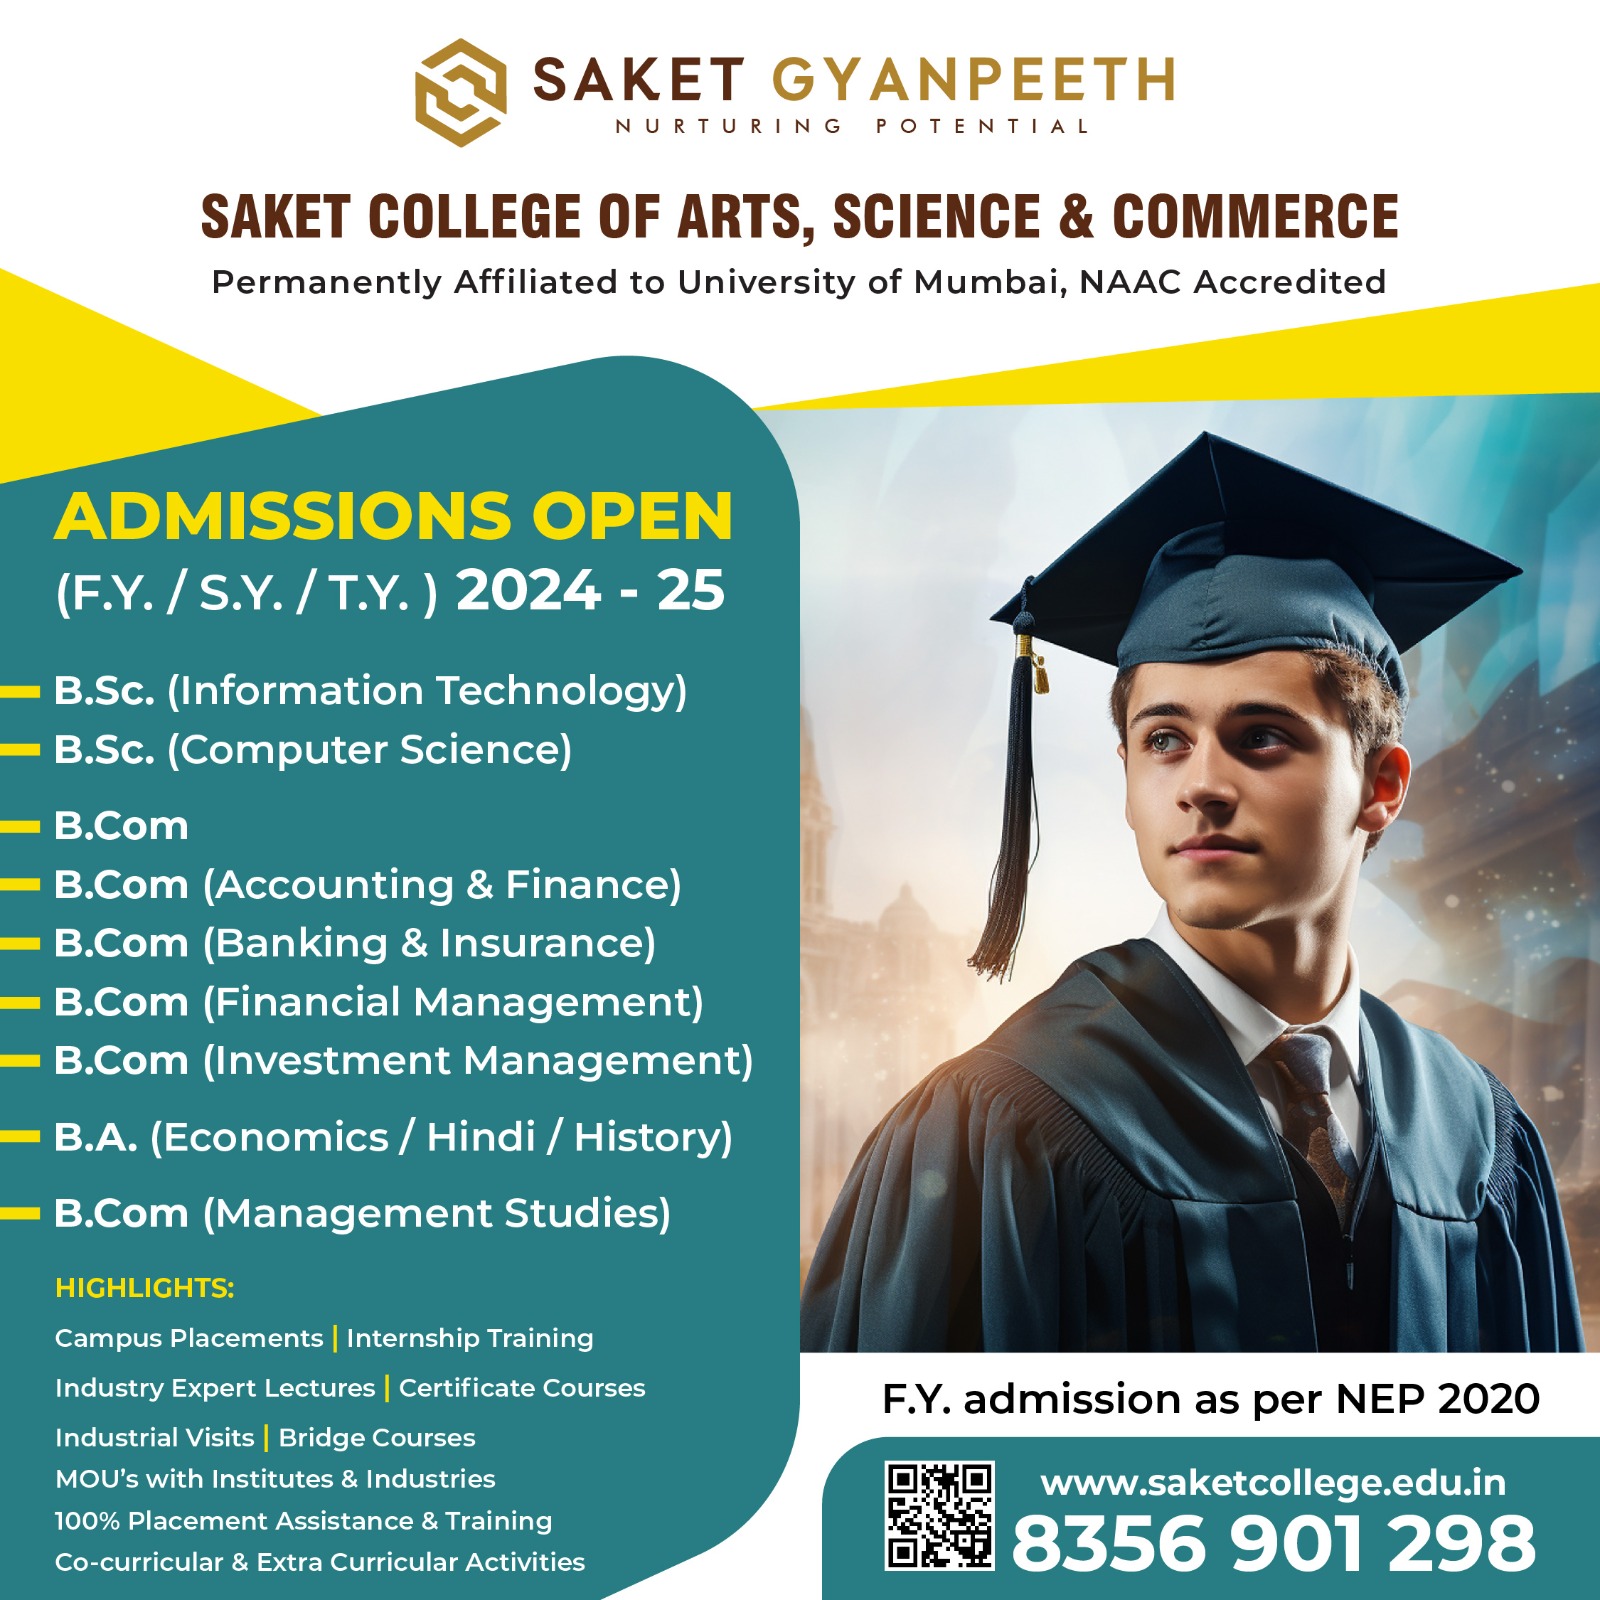 SAKET GYANPEETH
NURTURING POTENTIAL
SAKET COLLEGE OF ARTS, SCIENCE & COMMERCE
Permanently Affiliated to University of Mumbai, NAAC Accredited
ADMISSIONS OPEN
(F.Y. / S.Y. / T.Y. ) 2024 - 25
B.Sc. (Information Technology)
B.Sc. (Computer Science)
B.Com
B.Com (Accounting & Finance)
B.Com (Banking & Insurance)
B.Com (Financial Management)
B.Com (Investment Management)
B.A. (Economics / Hindi / History)
B.Com (Management Studies)
HIGHLIGHTS:
Campus Placements | Internship Training
Industry Expert Lectures | Certificate Courses
Industrial Visits | Bridge Courses
MOU’s with Institutes & Industries
100% Placement Assistance & Training
Co-curricular & Extra Curricular Activities
F.Y. admission as per NEP 2020
www.saketcollege.edu.in
8356 901 298